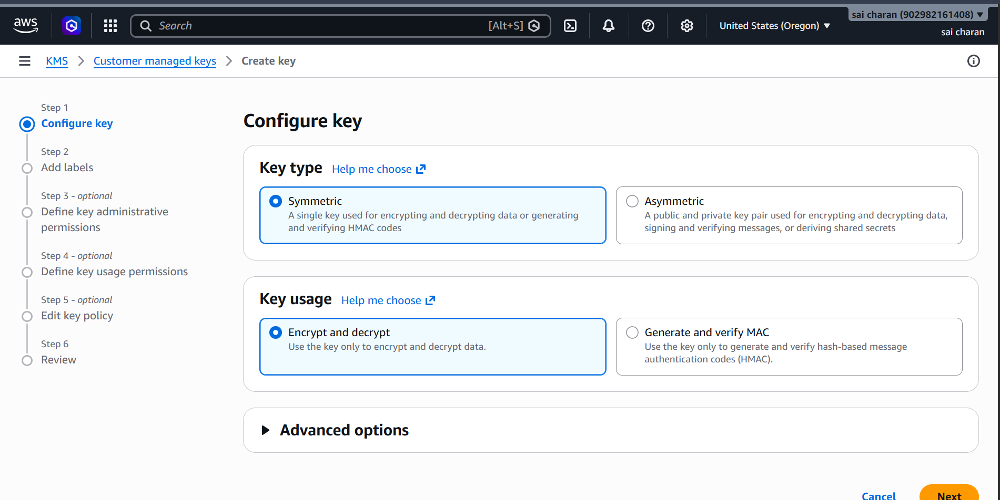 aws
Search
[Alt+S]
United States (Oregon)
sai charan (902982161408)
sai charan
KMS
Customer managed keys
Create key
Step 1
Configure key
Step 2
Add labels
Step 3 - optional
Define key administrative
permissions
Step 4 - optional
Define key usage permissions
Step 5 - optional
Edit key policy
Step 6
Review
Configure key
Key type Help me choose
Symmetric
A single key used for encrypting and decrypting data or generating
and verifying HMAC codes
Asymmetric
A public and private key pair used for encrypting and decrypting data,
signing and verifying messages, or deriving shared secrets
Key usage Help me choose
Encrypt and decrypt
Use the key only to encrypt and decrypt data.
Generate and verify MAC
Use the key only to generate and verify hash-based message
authentication codes (HMAC).
Advanced options
Cancel
Next